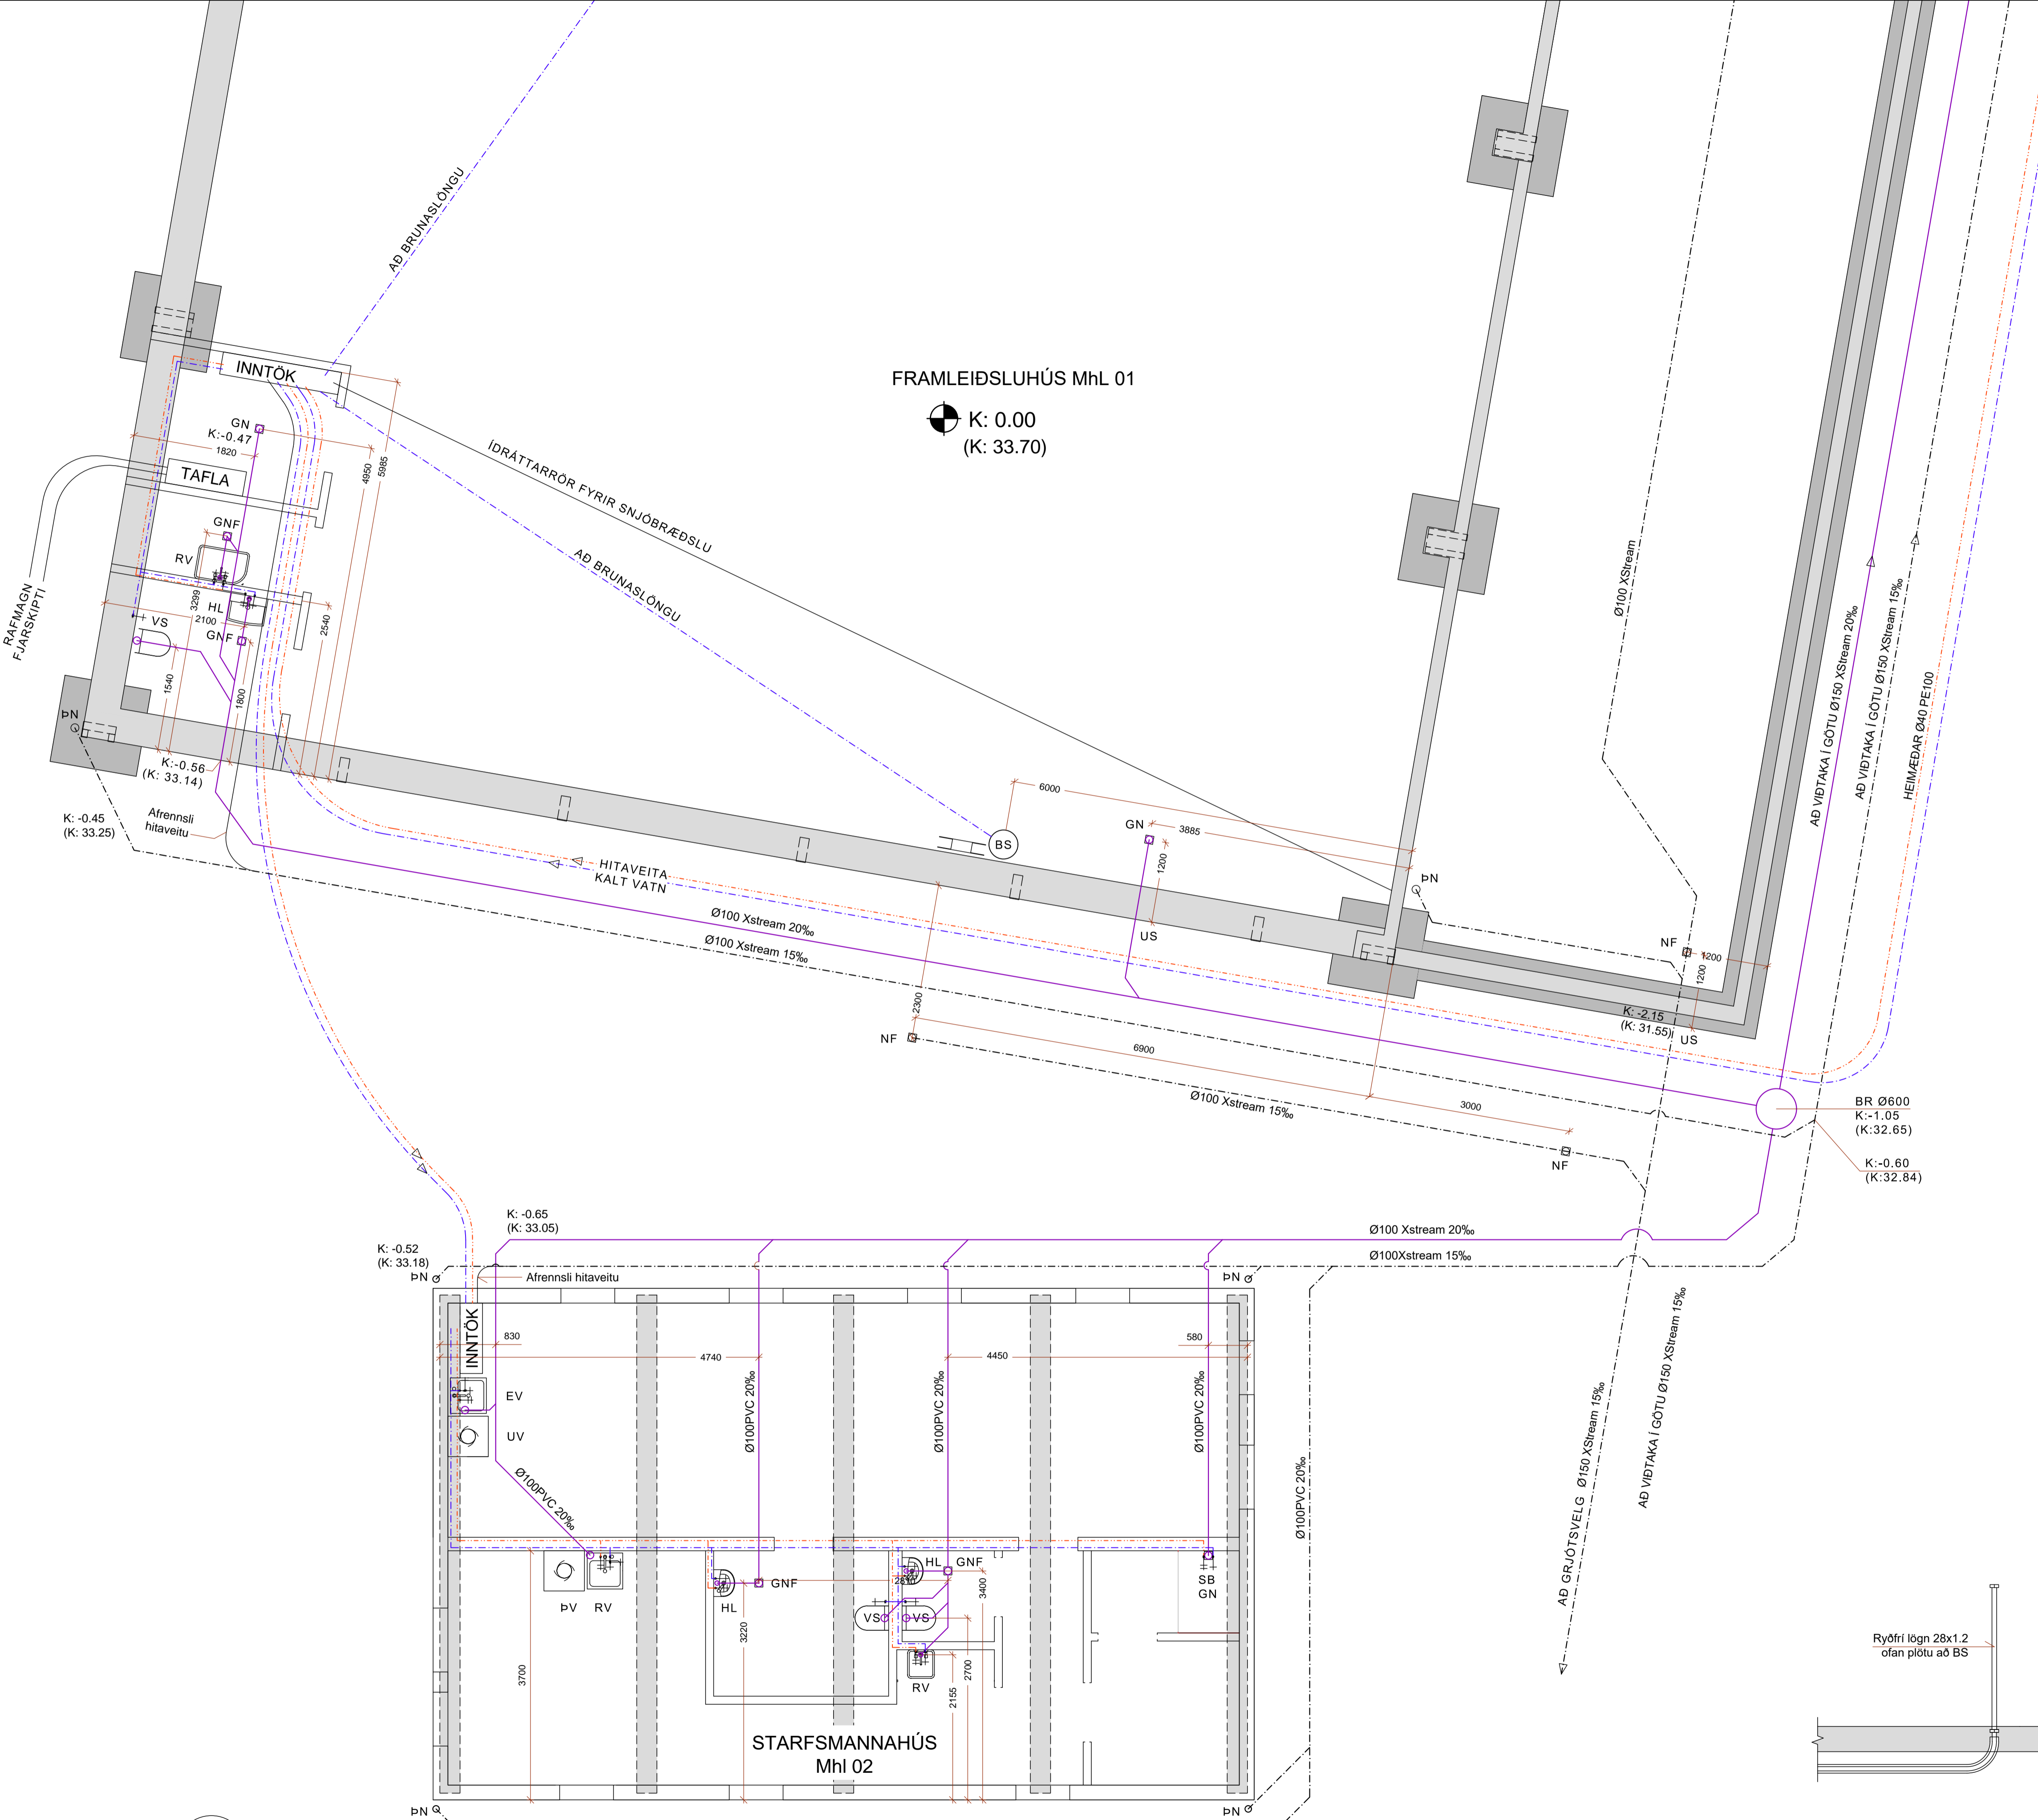 AÐ BRUNASLÖNGU
FRAMLEIÐSLUHÚS MhL 01
K: 0.00
(K: 33.70)
INNTÖK
GN
K:-0.47
1820
TAFLA
4950
5985
ÍDRÁTTARRÖR FYRIR SNJÓBRÆÐSLU
AÐ BRUNASLÖNGU
GNF
RV
3299
HL
2100
VS
GNF
2540
1540
1800
RAFMAGN
FJARSKIPTI
ÞN
K:-0.56
(K: 33.14)
K: -0.45
(K: 33.25)
Afrennsli
hitaveitu
HITAVEITA
KALT VATN
Ø100 Xstream 20‰
Ø100 Xstream 15‰
BS
6000
GN
3885
1200
US
ÞN
Ø100 XStream
NF
1200
1200
K: -2.15
(K: 31.55)
US
AÐ VIÐTAKA Í GÖTU Ø150 XStream 20‰
AÐ VIÐTAKA Í GÖTU Ø150 XStream 15‰
HEIMÆÐAR Ø40 PE100
2300
NF
6900
Ø100 Xstream 15‰
3000
NF
BR Ø600
K:-1.05
(K:32.65)
K:-0.60
(K:32.84)
K: -0.65
(K: 33.05)
K: -0.52
(K: 33.18)
ÞN
Afrennsli hitaveitu
Ø100 Xstream 20‰
Ø100Xstream 15‰
ÞN
INNTÖK
830
4740
4450
580
EV
UV
Ø100PVC 20‰
Ø100PVC 20‰
Ø100PVC 20‰
Ø100PVC 20‰
Ø100PVC 20‰
AÐ GRJÓTSVELG Ø150 XStream 15‰
AÐ VIÐTAKA Í GÖTU Ø150 XStream 15‰
ÞV
RV
HL
GNF
HL
GNF
3400
VS
VS
SB
GN
3700
3220
2700
2155
RV
STARFSMANNAHÚS
Mhl 02
ÞN
ÞN
Ryðfrí lögn 28x1.2
ofan plötu að BS